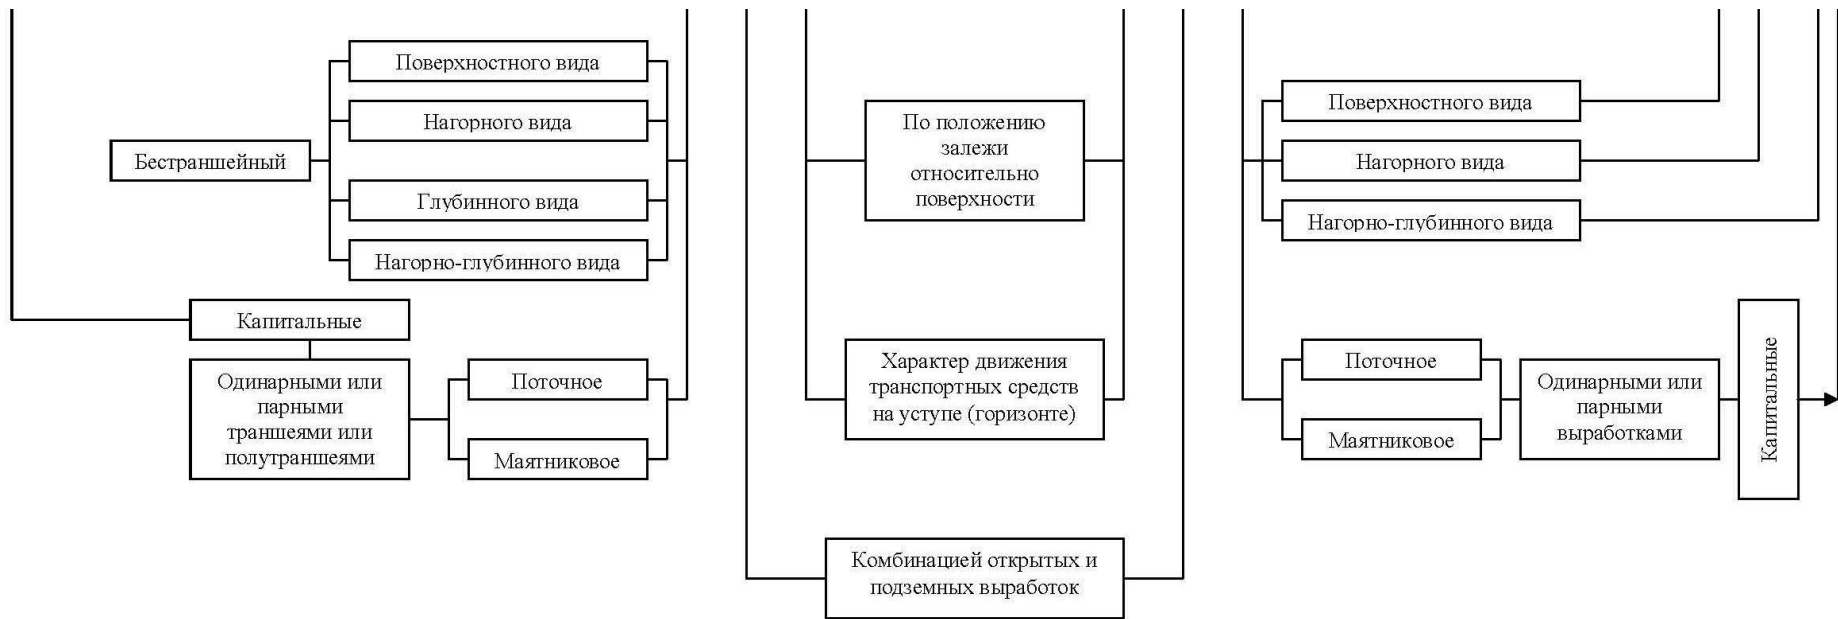 Поверхностного вида
Нагорного вида
Бестраншейный
Глубинного вида
Нагорно-глубинного вида
Капитальные
Одинарными или
парными
траншеями или
полутраншеями
Поточное
Маятниковое
По положению
залежи
относительно
поверхности
Характер движения
транспортных средств
на уступе (горизонте)
Комбинацией открытых и
подземных выработок
Поверхностного вида
Нагорного вида
Нагорно-глубинного вида
Поточное
Маятниковое
Одинарными или
парными
выработками
Капитальные